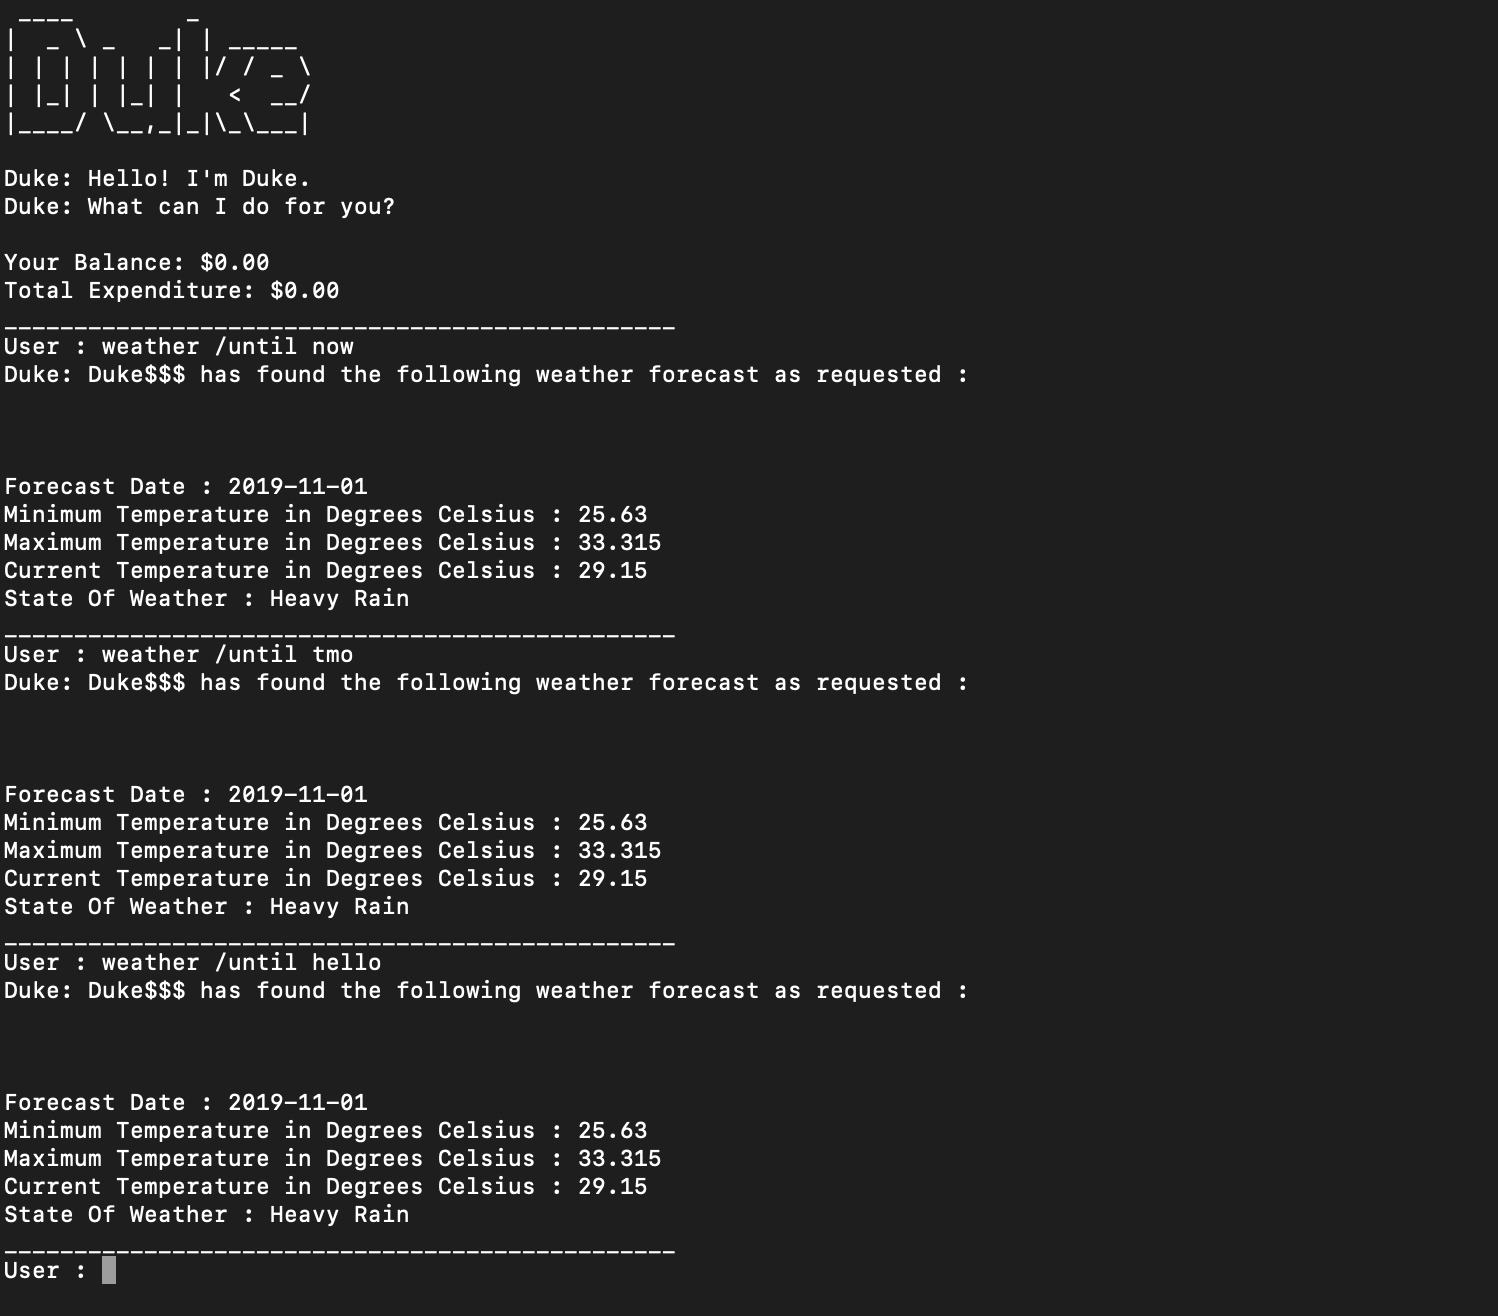 ____        _
|  _ \ _   _| | _____
| | | | | | | |/ / _ \
| |_| | |_| |   <  __/
|____/ \__,_|_|\_\___|
Duke: Hello! I'm Duke.
Duke: What can I do for you?
Your Balance: $0.00
Total Expenditure: $0.00
________________________________________________
User : weather /until now
Duke: Duke$$$ has found the following weather forecast as requested :
Forecast Date : 2019-11-01
Minimum Temperature in Degrees Celsius : 25.63
Maximum Temperature in Degrees Celsius : 33.315
Current Temperature in Degrees Celsius : 29.15
State Of Weather : Heavy Rain
________________________________________________
User : weather /until tmo
Duke: Duke$$$ has found the following weather forecast as requested :
Forecast Date : 2019-11-01
Minimum Temperature in Degrees Celsius : 25.63
Maximum Temperature in Degrees Celsius : 33.315
Current Temperature in Degrees Celsius : 29.15
State Of Weather : Heavy Rain
________________________________________________
User : weather /until hello
Duke: Duke$$$ has found the following weather forecast as requested :
Forecast Date : 2019-11-01
Minimum Temperature in Degrees Celsius : 25.63
Maximum Temperature in Degrees Celsius : 33.315
Current Temperature in Degrees Celsius : 29.15
State Of Weather : Heavy Rain
________________________________________________
User :